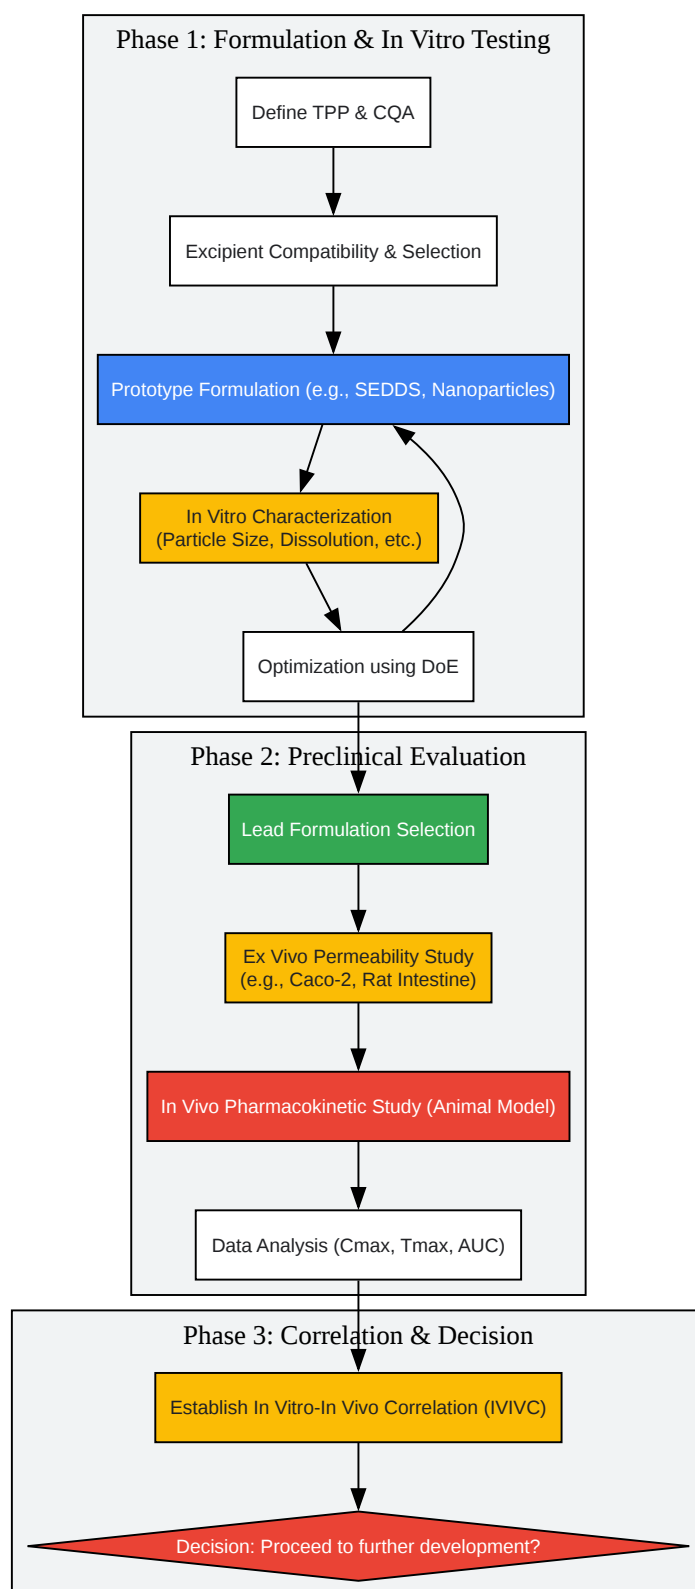 Phase 1: Formulation & In Vitro Testing
Define TPP & CQA
Excipient Compatibility & Selection
Prototype Formulation (e.g., SEDDS, Nanoparticles)
In Vitro Characterization
(Particle Size, Dissolution, etc.)
Optimization using DoE
Phase 2: Preclinical Evaluation
Lead Formulation Selection
Ex Vivo Permeability Study
(e.g., Caco-2, Rat Intestine)
In Vivo Pharmacokinetic Study (Animal Model)
Data Analysis (Cmax, Tmax, AUC)
Phase 3: Correlation & Decision
Establish In Vitro-In Vivo Correlation (IVIVC)
Decision: Proceed to further development?